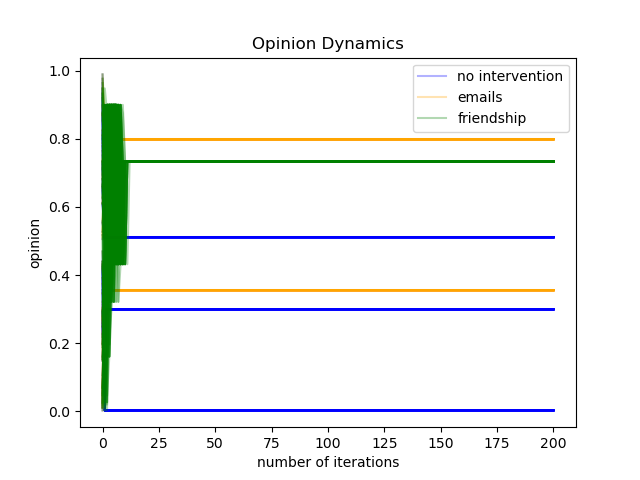 Opinion Dynamics
no intervention
emails
friendship
opinion
1.0
0.8
0.6
0.4
0.2
0.0
0 25 50 75 100 125 150 175 200
number of iterations